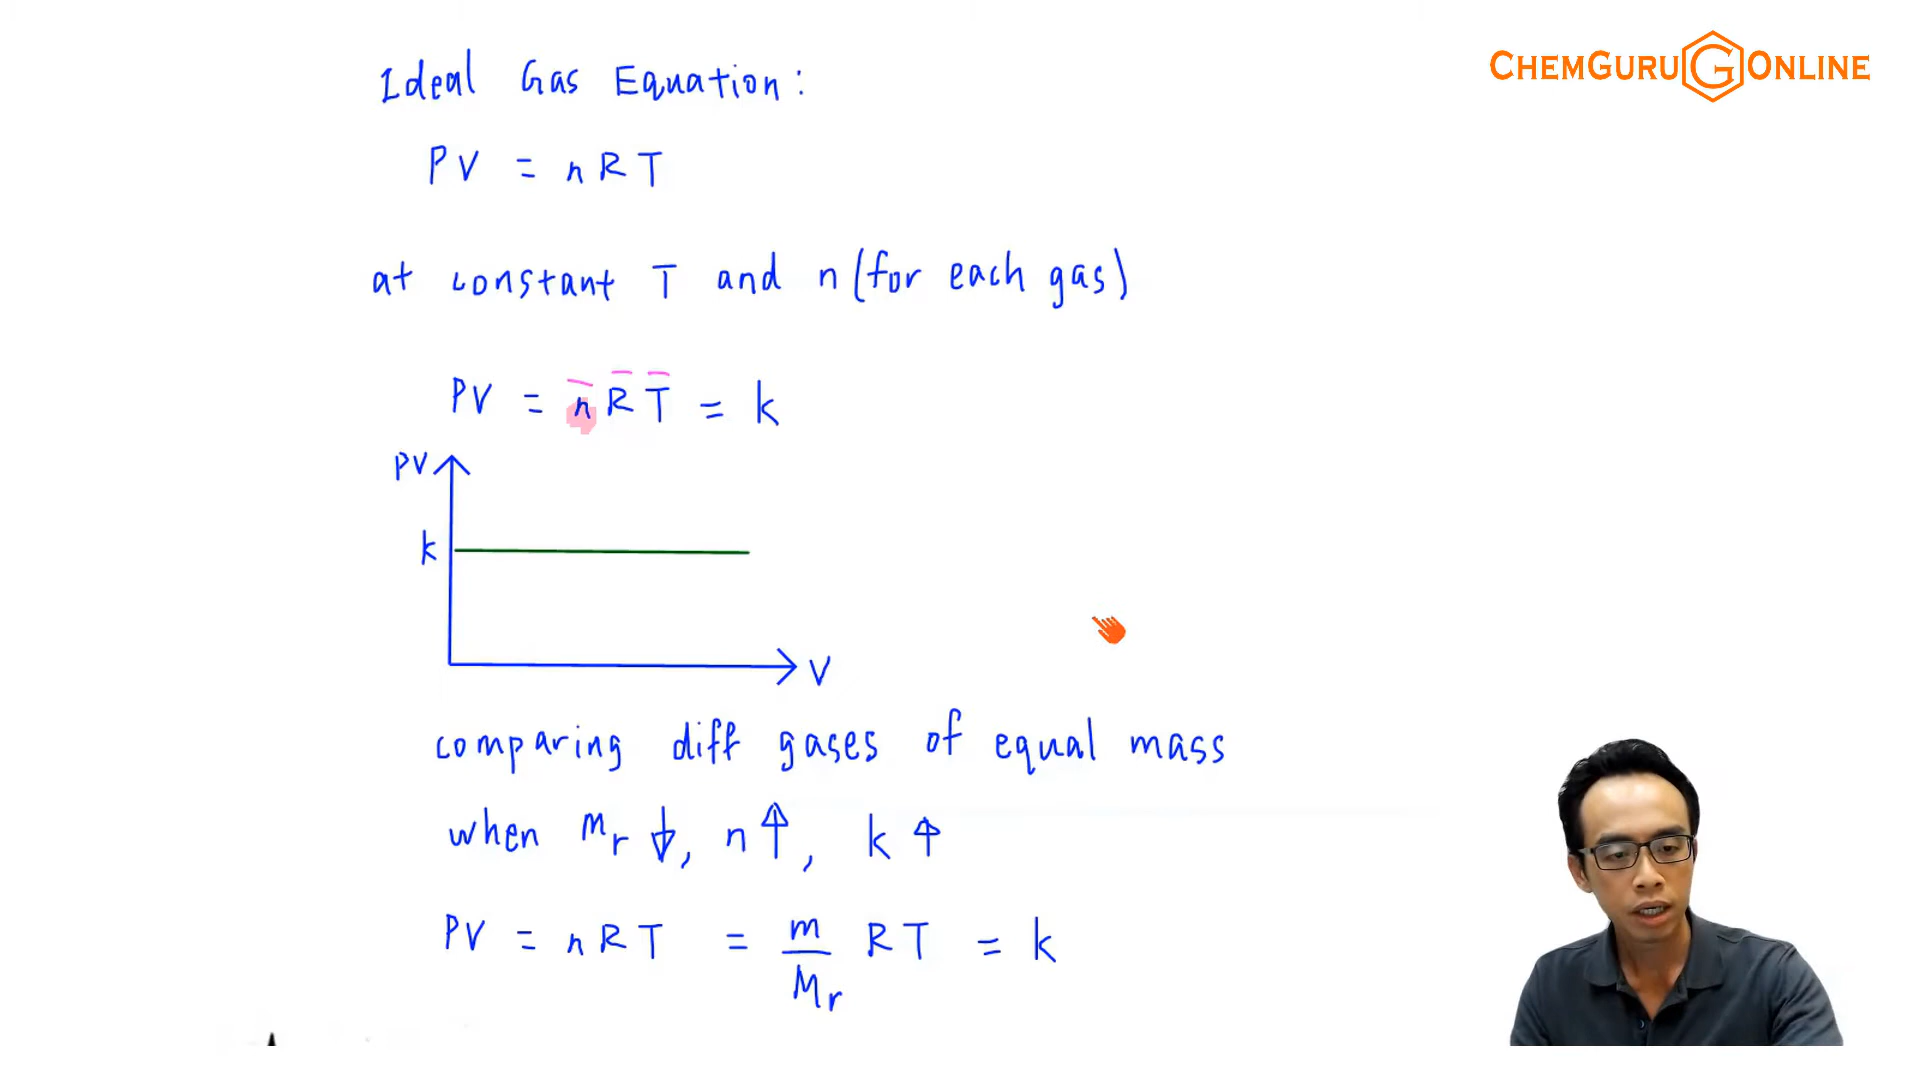 CHEMGURU G ONLINE
Ideal Gas Equation:
PV = nRT
at constant T and n (for each gas)
PV = nRT = k
PV
k
V
comparing diff gases of equal mass
when Mr ↓, n ↑, k ↑
PV = nRT = m/Mr RT = k